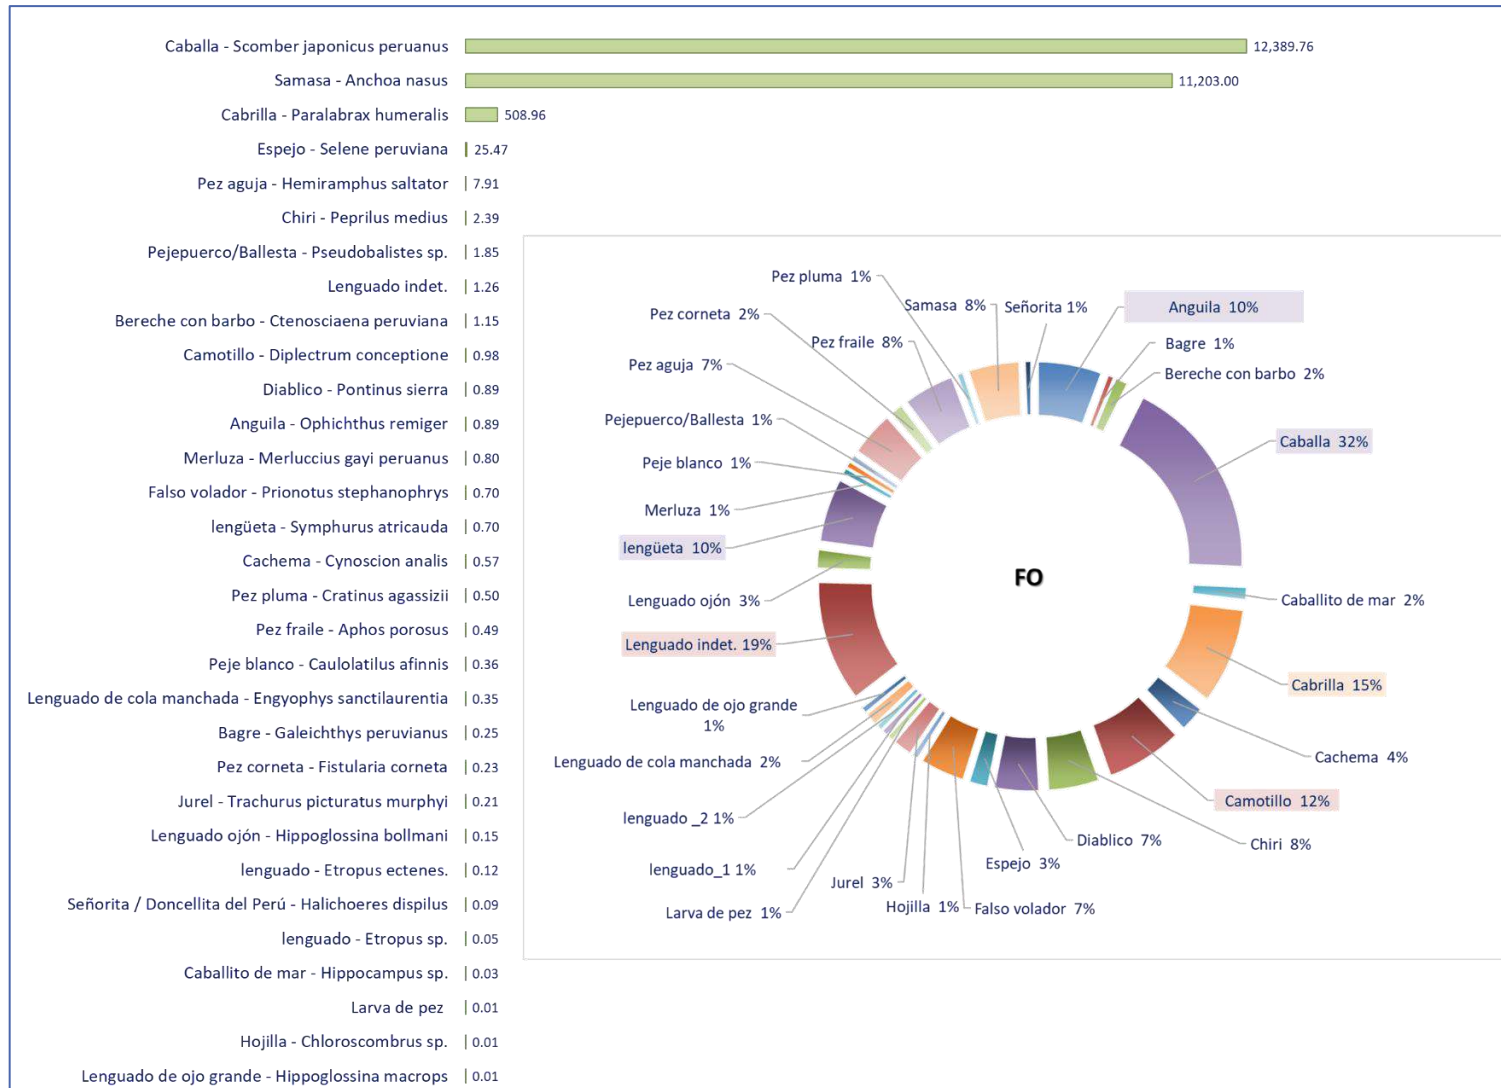 Caballa - Scomber japonicus peruanus 12,389.76
Samasa - Anchoa nasus 11,203.00
Cabrilla - Paralabrax humeralis 508.96
Espejo - Selene peruviana 25.47
Pez aguja - Hemiramphus saltator 7.91
Chiri - Peprilus medius 2.39
Pejepuerco/Ballesta - Pseudobalistes sp. 1.85
Lenguado indet. 1.26
Bereche con barbo - Ctenosciaena peruviana 1.15
Camotillo - Diplectrum conceptione 0.98
Diablico - Pontinus sierra 0.89
Anguila - Ophichthus remiger 0.89
Merluza - Merluccius gayi peruanus 0.80
Falso volador - Prionotus stephanophrys 0.70
lengüeta - Symphurus atricauda 0.70
Cachema - Cynoscion analis 0.57
Pez pluma - Cratinus agassizii 0.50
Pez fraile - Aphos porosus 0.49
Peje blanco - Caulolatilus afinnis 0.36
Lenguado de cola manchada - Engyophys sanctilaurentia 0.35
Bagre - Galeichthys peruvianus 0.25
Pez corneta - Fistularia corneta 0.23
Jurel - Trachurus picturatus murphyi 0.21
Lenguado ojón - Hippoglossina bollmani 0.15
lenguado - Etropus ectenes. 0.12
Señorita / Doncellita del Perú - Halichoeres dispilus 0.09
lenguado - Etropus sp. 0.05
Caballito de mar - Hippocampus sp. 0.03
Larva de pez 0.01
Hojilla - Chloroscombrus sp. 0.01
Lenguado de ojo grande - Hippoglossina macrops 0.01
FO
Anguila 10%
Bagre 1%
Bereche con barbo 2%
Caballa 32%
Caballito de mar 2%
Cabrilla 15%
Cachema 4%
Camotillo 12%
Chiri 8%
Diablico 7%
Espejo 3%
Falso volador 7%
Hojilla 1%
Jurel 3%
Larva de pez 1%
lenguado_1 1%
lenguado _2 1%
Lenguado de cola manchada 2%
Lenguado de ojo grande
1%
Lenguado indet. 19%
Lenguado ojón 3%
lengüeta 10%
Merluza 1%
Peje blanco 1%
Pejepuerco/Ballesta 1%
Pez aguja 7%
Pez corneta 2%
Pez fraile 8%
Pez pluma 1%
Samasa 8%
Señorita 1%